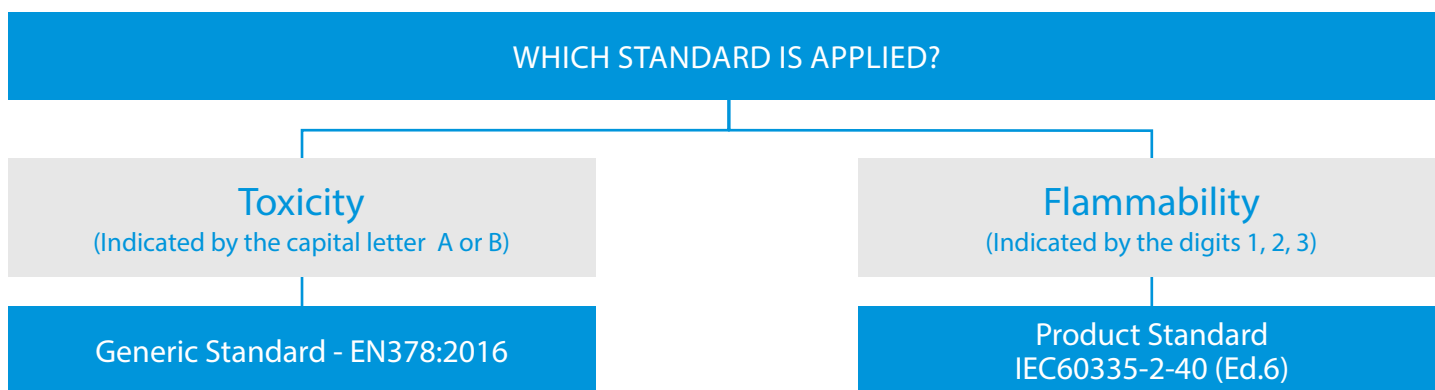 WHICH STANDARD IS APPLIED?
Toxicity
(Indicated by the capital letter A or B)
Flammability
(Indicated by the digits 1, 2, 3)
Generic Standard - EN378:2016
Product Standard
IEC60335-2-40 (Ed.6)